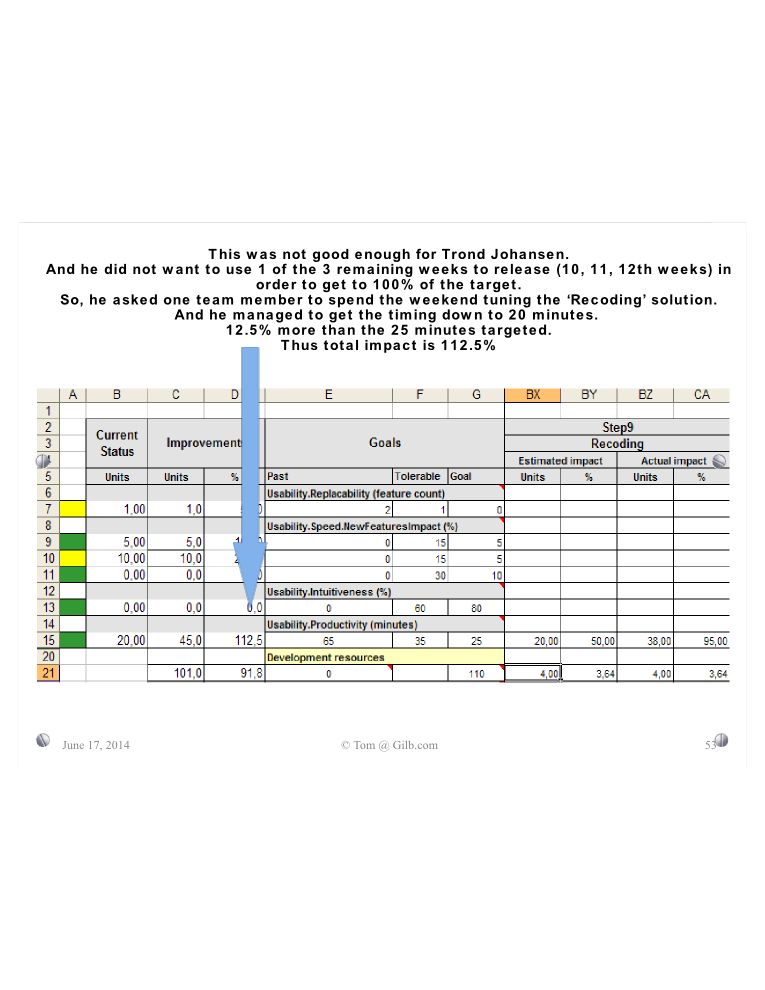 This was not good enough for Trond Johansen.
And he did not want to use 1 of the 3 remaining weeks to release (10, 11, 12th weeks) in
order to get to 100% of the target.
So, he asked one team member to spend the weekend tuning the ‘Recoding’ solution.
And he managed to get the timing down to 20 minutes.
12.5% more than the 25 minutes targeted.
Thus total impact is 112.5%
A B C D E F G BX BY BZ CA
1
2 Step9
3 Current Status Improvement Goals Recoding
Estimated impact Actual impact
5 Units Units % Past Tolerable Goal Units % Units %
6 Usability.Replacability (feature count)
7 1,00 1,0 2 1 0
8 Usability.Speed.NewFeaturesImpact (%)
9 5,00 5,0 0 15 5
10 10,00 10,0 0 15 5
11 0,00 0,0 0 30 10
12 Usability.Intuitiveness (%)
13 0,00 0,0 0,0 0 60 80
14 Usability.Productivity (minutes)
15 20,00 45,0 112,5 65 35 25 20,00 50,00 38,00 95,00
20 Development resources
21 101,0 91,8 0 110 4,00 3,64 4,00 3,64
June 17, 2014 © Tom @ Gilb.com 53